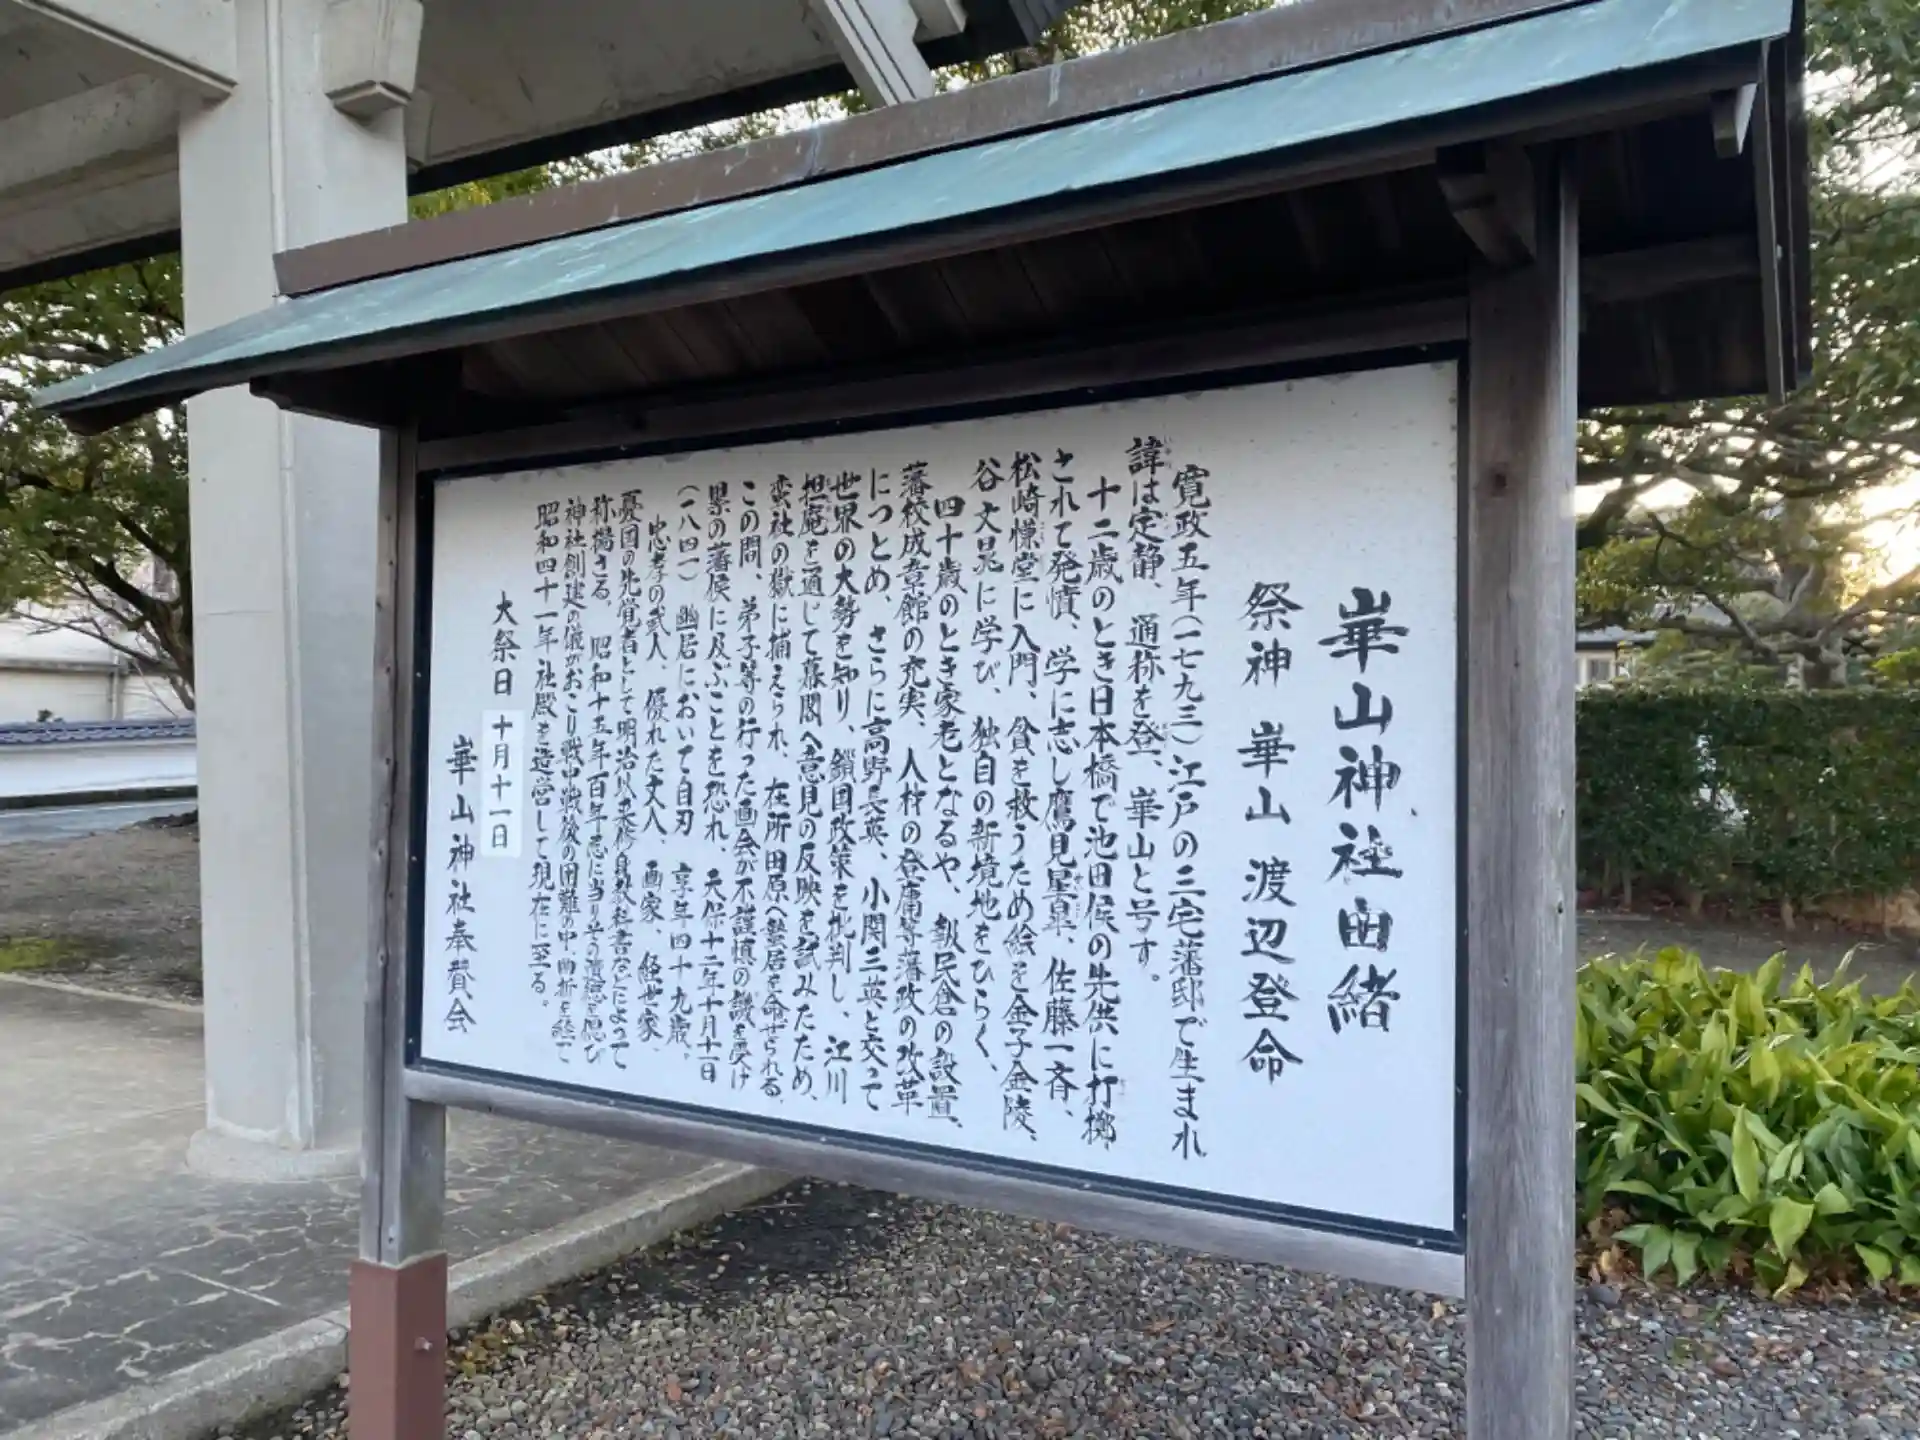 崋山神社由緒
祭神 崋山 渡辺登命
寛政五年(一七九三)江戸の三宅藩邸で生まれ
諱は定静、通称を登、崋山と号す。
十二歳のとき日本橋で池田侯の先供に打擲
されて発憤、学に志し鷹見星皐、佐藤一斉、
松崎慊堂に入門、貧を救うため絵を金子金陵、
谷文晁に学び、独自の新境地をひらく、
四十歳のとき家老となるや、報民倉の設置、
藩校成章館の充実、人材の登庸等藩政の改革
につとめ、さらに高野長英、小関三英と交って
世界の大勢を知り、鎖国政策を批判し、江川
担庵を通じて幕閣へ意見の反映を試みたため、
蛮社の獄に捕えられ、在所田原へ蟄居を命ぜられる、
この間、弟子等の行った画会が不謹慎の譏を受け
累の藩侯に及ぶことを恐れ、天保十二年十月十一日
(一八四一)幽居において自刃 享年四十九歳。
忠孝の武人、優れた文人、画家、経世家、
憂国の先覚者として明治以来修身教科書などによって
称揚さる、昭和十五年百年忌に当りその遺徳を偲び
神社創建の儀がおこり戦中戦後の困難の中、曲折を経て
昭和四十一年社殿を造営して現在に至る。
大祭日 十月十一日
崋山神社奉賛会